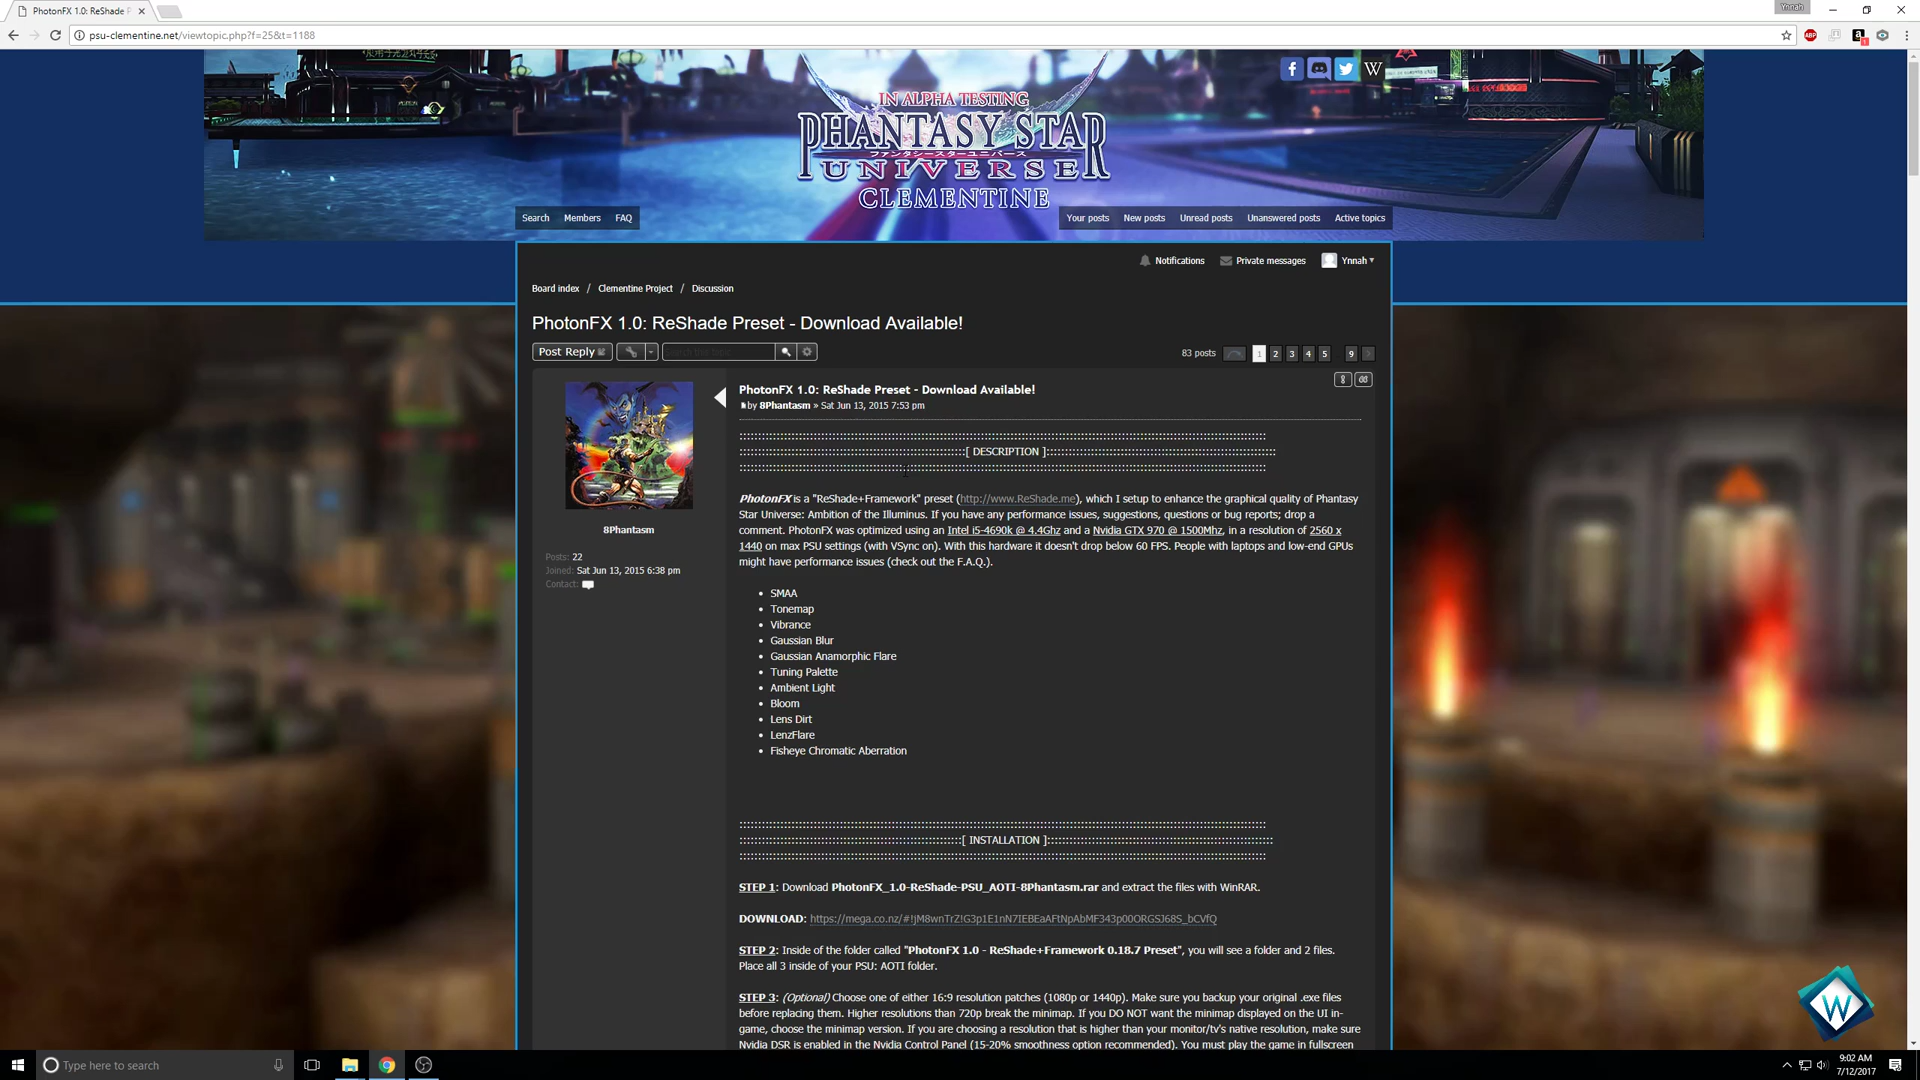 PhotonFX 1.0: ReShade P
Ynnah
psu-clementine.net/viewtopic.php?f=25&t=1188
IN ALPHA TESTING
PHANTASY STAR
ファンタシースターユニバース
UNIVERSE
CLEMENTINE
Search Members FAQ
Your posts New posts Unread posts Unanswered posts Active topics
Notifications Private messages Ynnah
Board index / Clementine Project / Discussion
PhotonFX 1.0: ReShade Preset - Download Available!
Post Reply Search this topic… 83 posts 1 2 3 4 5 9
PhotonFX 1.0: ReShade Preset - Download Available!
by 8Phantasm » Sat Jun 13, 2015 7:53 pm
8Phantasm
Posts: 22
Joined: Sat Jun 13, 2015 6:38 pm
Contact:
[ DESCRIPTION ]
PhotonFX is a "ReShade+Framework" preset (http://www.ReShade.me), which I setup to enhance the graphical quality of Phantasy
Star Universe: Ambition of the Illuminus. If you have any performance issues, suggestions, questions or bug reports; drop a
comment. PhotonFX was optimized using an Intel i5-4690k @ 4.4Ghz and a Nvidia GTX 970 @ 1500Mhz, in a resolution of 2560 x
1440 on max PSU settings (with VSync on). With this hardware it doesn't drop below 60 FPS. People with laptops and low-end GPUs
might have performance issues (check out the F.A.Q.).
• SMAA
• Tonemap
• Vibrance
• Gaussian Blur
• Gaussian Anamorphic Flare
• Tuning Palette
• Ambient Light
• Bloom
• Lens Dirt
• LenzFlare
• Fisheye Chromatic Aberration
[ INSTALLATION ]
STEP 1: Download PhotonFX_1.0-ReShade-PSU_AOTI-8Phantasm.rar and extract the files with WinRAR.
DOWNLOAD: https://mega.co.nz/#!jM8wnTrZ!G3p1E1nN7IEBEaAFtNpAbMF343p00ORGSJ68S_bCVfQ
STEP 2: Inside of the folder called "PhotonFX 1.0 - ReShade+Framework 0.18.7 Preset", you will see a folder and 2 files.
Place all 3 inside of your PSU: AOTI folder.
STEP 3: (Optional) Choose one of either 16:9 resolution patches (1080p or 1440p). Make sure you backup your original .exe files
before replacing them. Higher resolutions than 720p break the minimap. If you DO NOT want the minimap displayed on the UI in-
game, choose the minimap version. If you are choosing a resolution that is higher than your monitor/tv's native resolution, make sure
Nvidia DSR is enabled in the Nvidia Control Panel (15-20% smoothness option recommended). You must play the game in fullscreen
W
Type here to search
9:02 AM
7/12/2017